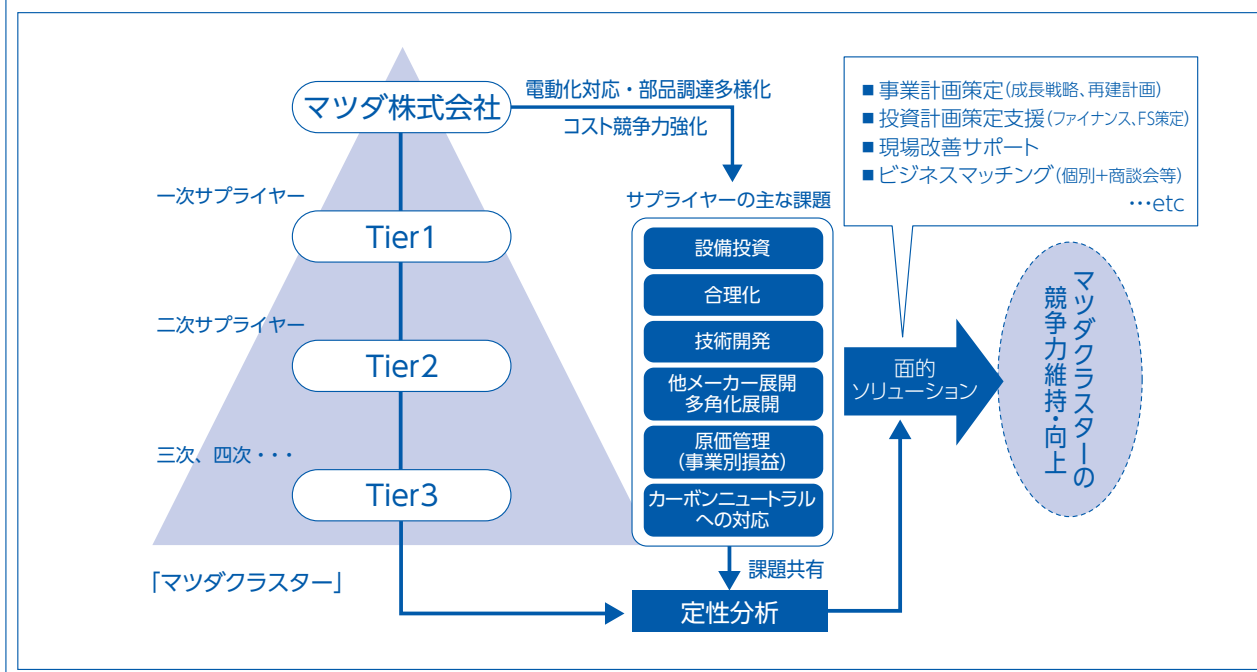 マツダ株式会社
電動化対応・部品調達多様化
コスト競争力強化
一次サプライヤー
Tier1
二次サプライヤー
Tier2
三次、四次・・・
Tier3
「マツダクラスター」
サプライヤーの主な課題
設備投資
合理化
技術開発
他メーカー展開
多角化展開
原価管理
(事業別損益)
カーボンニュートラル
への対応
課題共有
定性分析
■ 事業計画策定(成長戦略、再建計画)
■ 投資計画策定支援(ファイナンス、FS策定)
■ 現場改善サポート
■ ビジネスマッチング(個別+商談会等)
…etc
面的
ソリューション
マツダクラスターの
競争力維持・向上